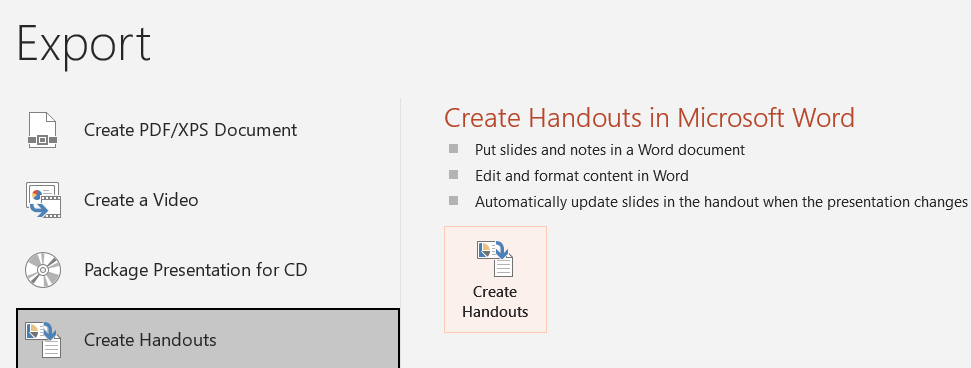 Export
Create PDF/XPS Document
Create a Video
Package Presentation for CD
Create Handouts
Create Handouts in Microsoft Word
Put slides and notes in a Word document
Edit and format content in Word
Automatically update slides in the handout when the presentation changes
Create
Handouts